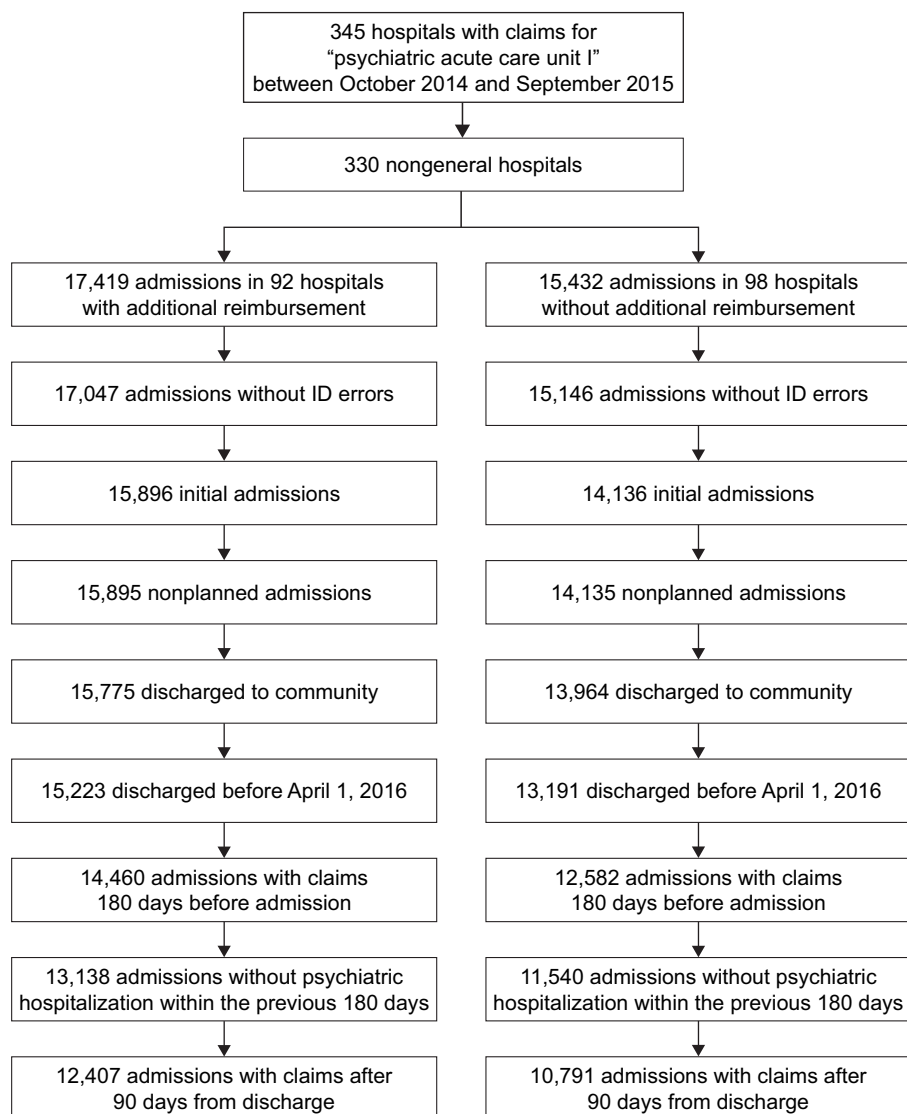 345 hospitals with claims for
“psychiatric acute care unit I”
between October 2014 and September 2015
330 nongeneral hospitals
17,419 admissions in 92 hospitals
with additional reimbursement
15,432 admissions in 98 hospitals
without additional reimbursement
17,047 admissions without ID errors
15,146 admissions without ID errors
15,896 initial admissions
14,136 initial admissions
15,895 nonplanned admissions
14,135 nonplanned admissions
15,775 discharged to community
13,964 discharged to community
15,223 discharged before April 1, 2016
13,191 discharged before April 1, 2016
14,460 admissions with claims
180 days before admission
12,582 admissions with claims
180 days before admission
13,138 admissions without psychiatric
hospitalization within the previous 180 days
11,540 admissions without psychiatric
hospitalization within the previous 180 days
12,407 admissions with claims after
90 days from discharge
10,791 admissions with claims after
90 days from discharge